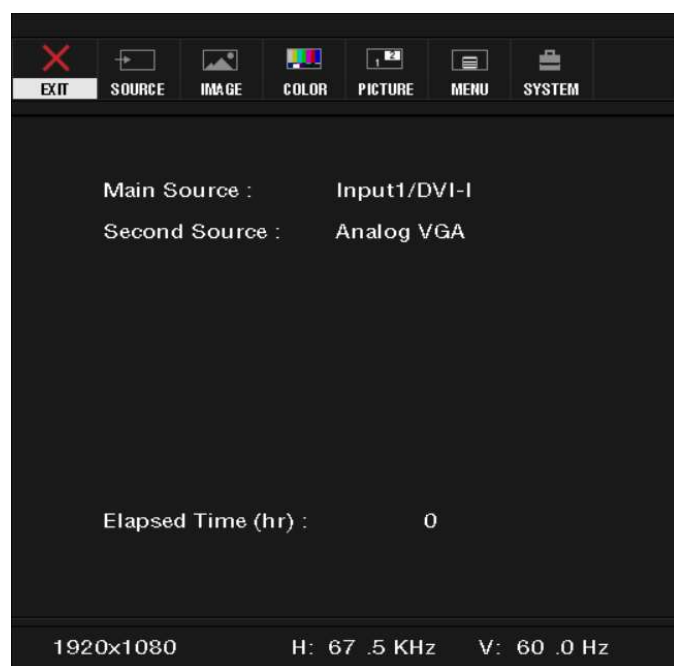 EXIT SOURCE IMAGE COLOR PICTURE MENU SYSTEM
Main Source : Input1/DVI-I
Second Source : Analog VGA
Elapsed Time (hr) : 0
1920x1080 H: 67 .5 KHz V: 60 .0 Hz